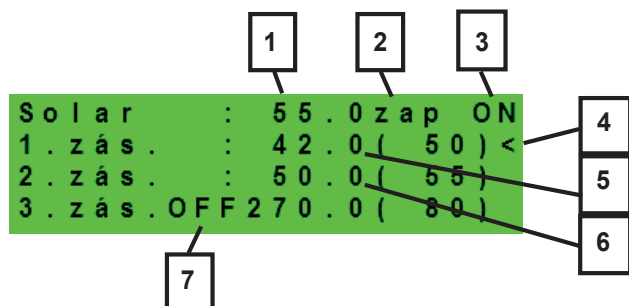 1 2 3
Solar : 55.0zap ON
1.zás. : 42.0( 50)<
2.zás. : 50.0( 55)
3.zás.OFF270.0( 80)
4
5
6
7